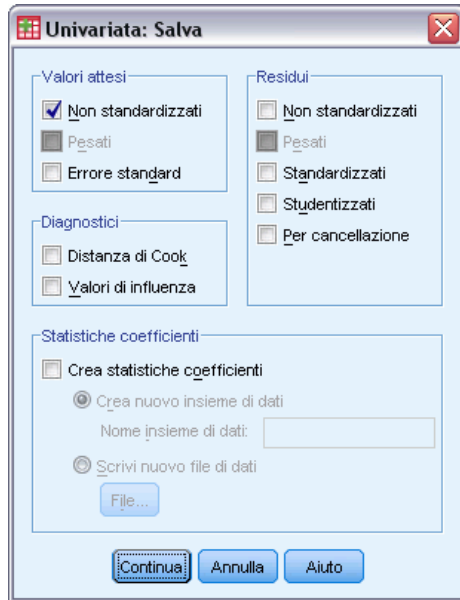 Univariata: Salva
Valori attesi
Non standardizzati
Pesati
Errore standard
Diagnostici
Distanza di Cook
Valori di influenza
Residui
Non standardizzati
Pesati
Standardizzati
Studentizzati
Per cancellazione
Statistiche coefficienti
Crea statistiche coefficienti
Crea nuovo insieme di dati
Nome insieme di dati:
Scrivi nuovo file di dati
File...
Continua Annulla Aiuto